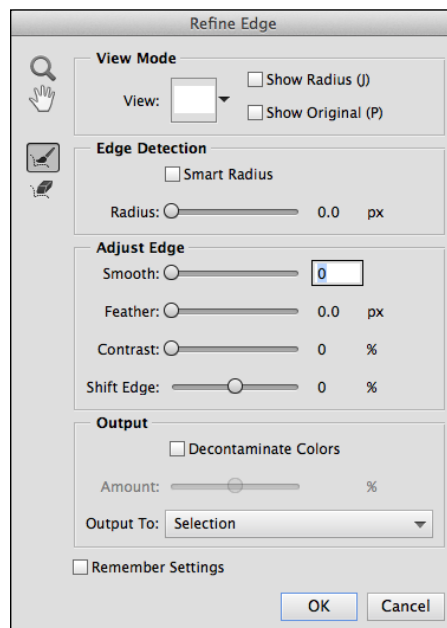 Refine Edge
View Mode
View:
Show Radius (J)
Show Original (P)
Edge Detection
Smart Radius
Radius: 0.0 px
Adjust Edge
Smooth: 0
Feather: 0.0 px
Contrast: 0 %
Shift Edge: 0 %
Output
Decontaminate Colors
Amount: %
Output To: Selection
Remember Settings
OK Cancel